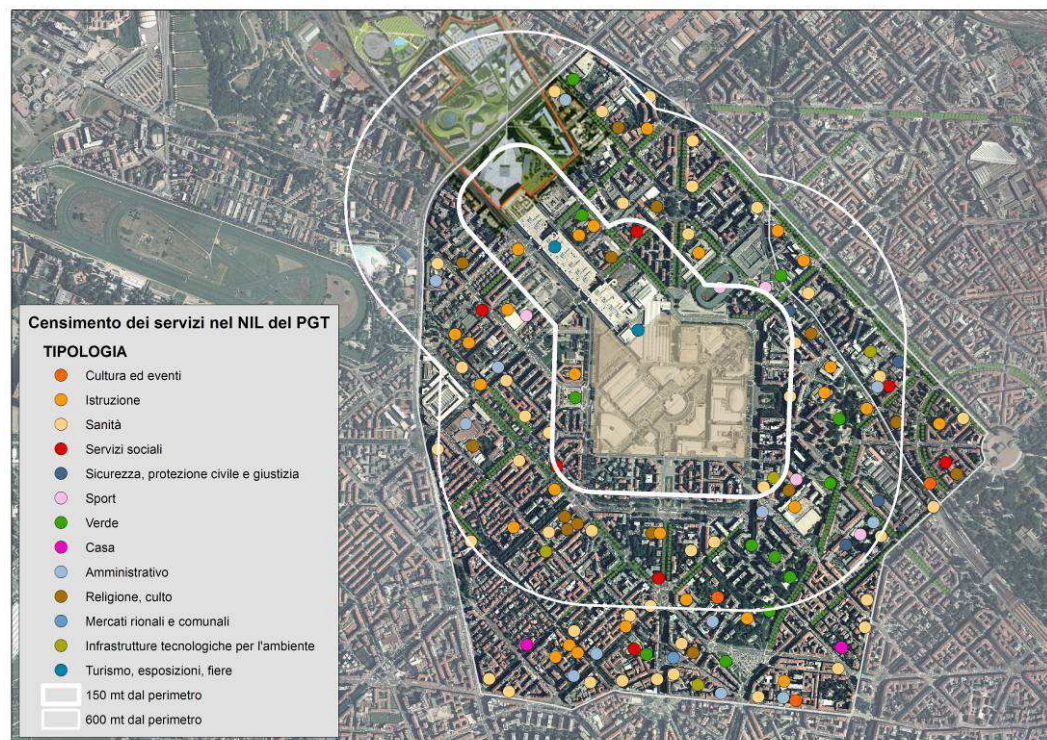 Censimento dei servizi nel NIL del PGT
TIPOLOGIA
Cultura ed eventi
Istruzione
Sanità
Servizi sociali
Sicurezza, protezione civile e giustizia
Sport
Verde
Casa
Amministrativo
Religione, culto
Mercati rionali e comunali
Infrastrutture tecnologiche per l'ambiente
Turismo, esposizioni, fiere
150 mt dal perimetro
600 mt dal perimetro